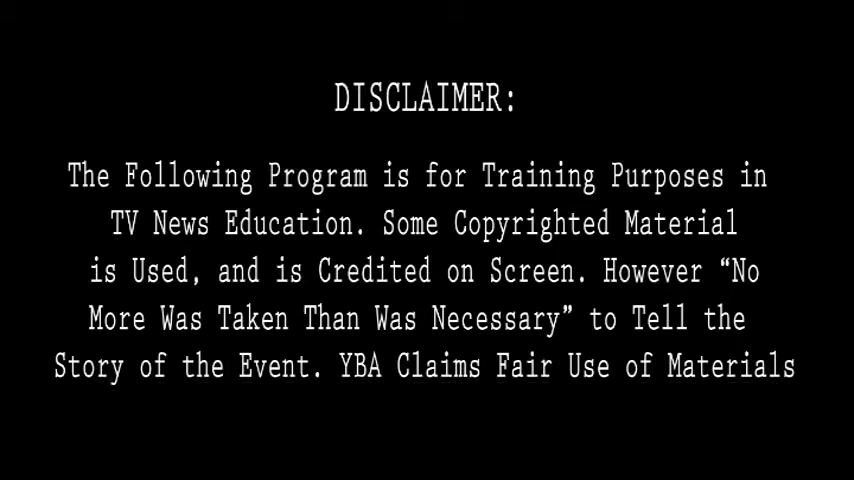 DISCLAIMER:
The Following Program is for Training Purposes in
TV News Education. Some Copyrighted Material
is Used, and is Credited on Screen. However “No
More Was Taken Than Was Necessary” to Tell the
Story of the Event. YBA Claims Fair Use of Materials